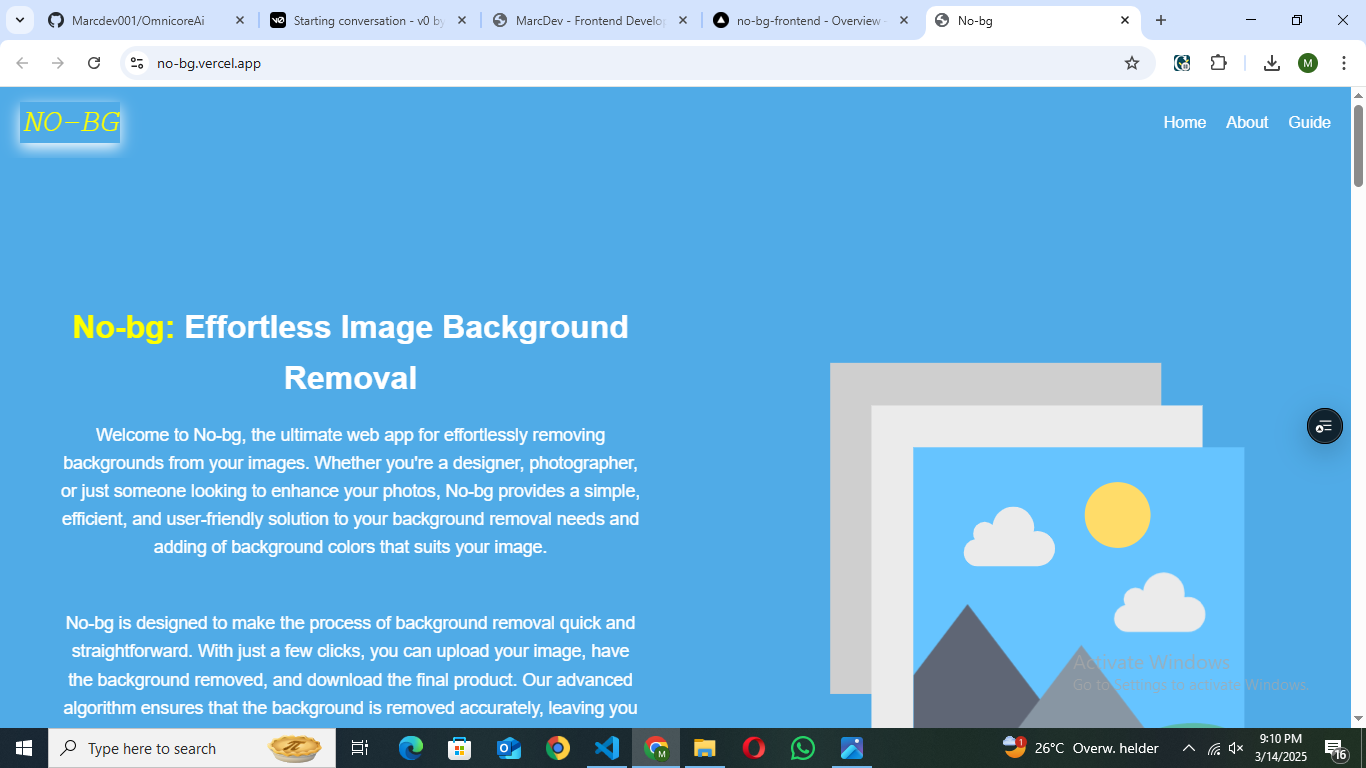 Marcdev001/OmnicoreAi
Starting conversation - v0 by
MarcDev - Frontend Develop
no-bg-frontend - Overview
No-bg
no-bg.vercel.app
M
NO-BG
Home About Guide
No-bg: Effortless Image Background
Removal
Welcome to No-bg, the ultimate web app for effortlessly removing
backgrounds from your images. Whether you're a designer, photographer,
or just someone looking to enhance your photos, No-bg provides a simple,
efficient, and user-friendly solution to your background removal needs and
adding of background colors that suits your image.
No-bg is designed to make the process of background removal quick and
straightforward. With just a few clicks, you can upload your image, have
the background removed, and download the final product. Our advanced
algorithm ensures that the background is removed accurately, leaving you
Activate Windows
Go to Settings to activate Windows.
Type here to search
1
26°C Overw. helder
9:10 PM
3/14/2025
16